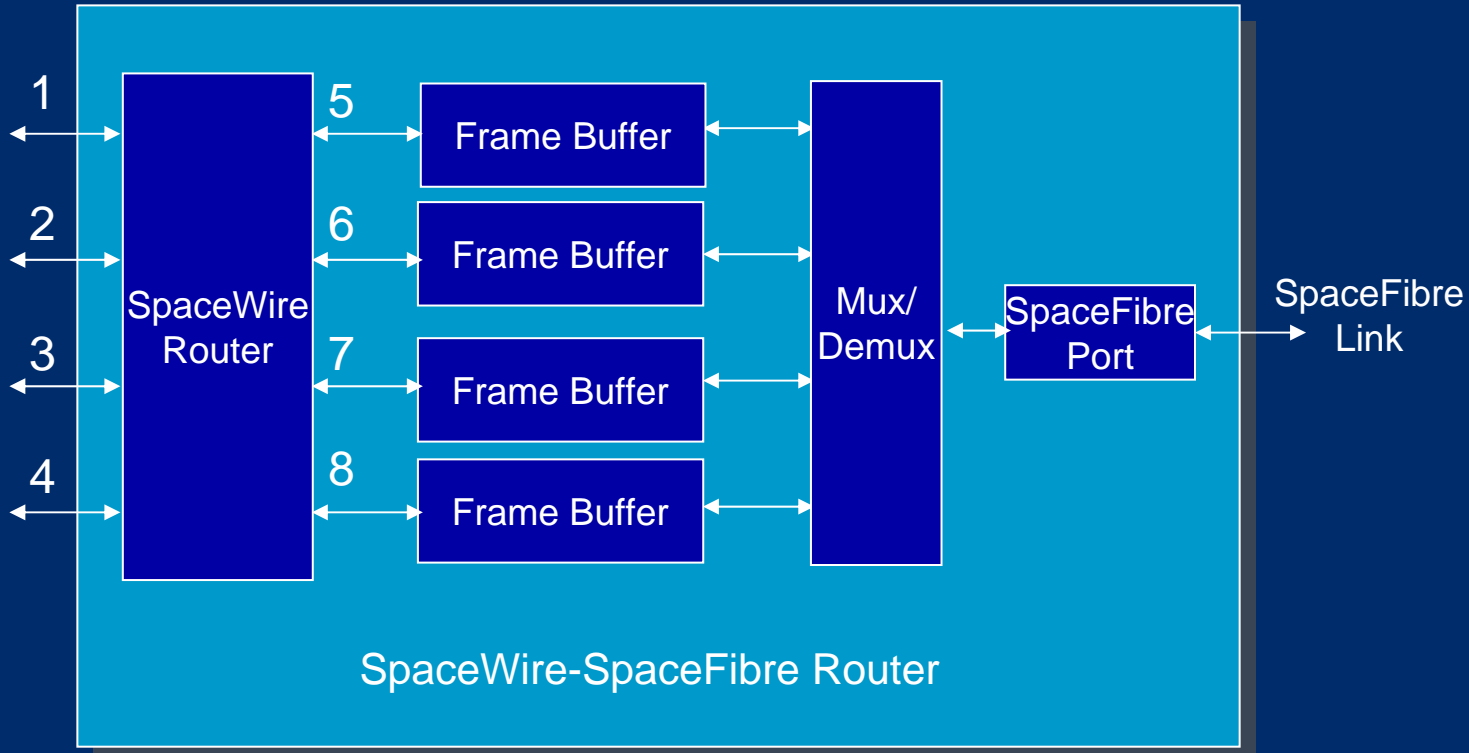 1
2
3
4
SpaceWire
Router
5
6
7
8
Frame Buffer
Frame Buffer
Frame Buffer
Frame Buffer
Mux/
Demux
SpaceFibre
Port
SpaceFibre
Link
SpaceWire-SpaceFibre Router